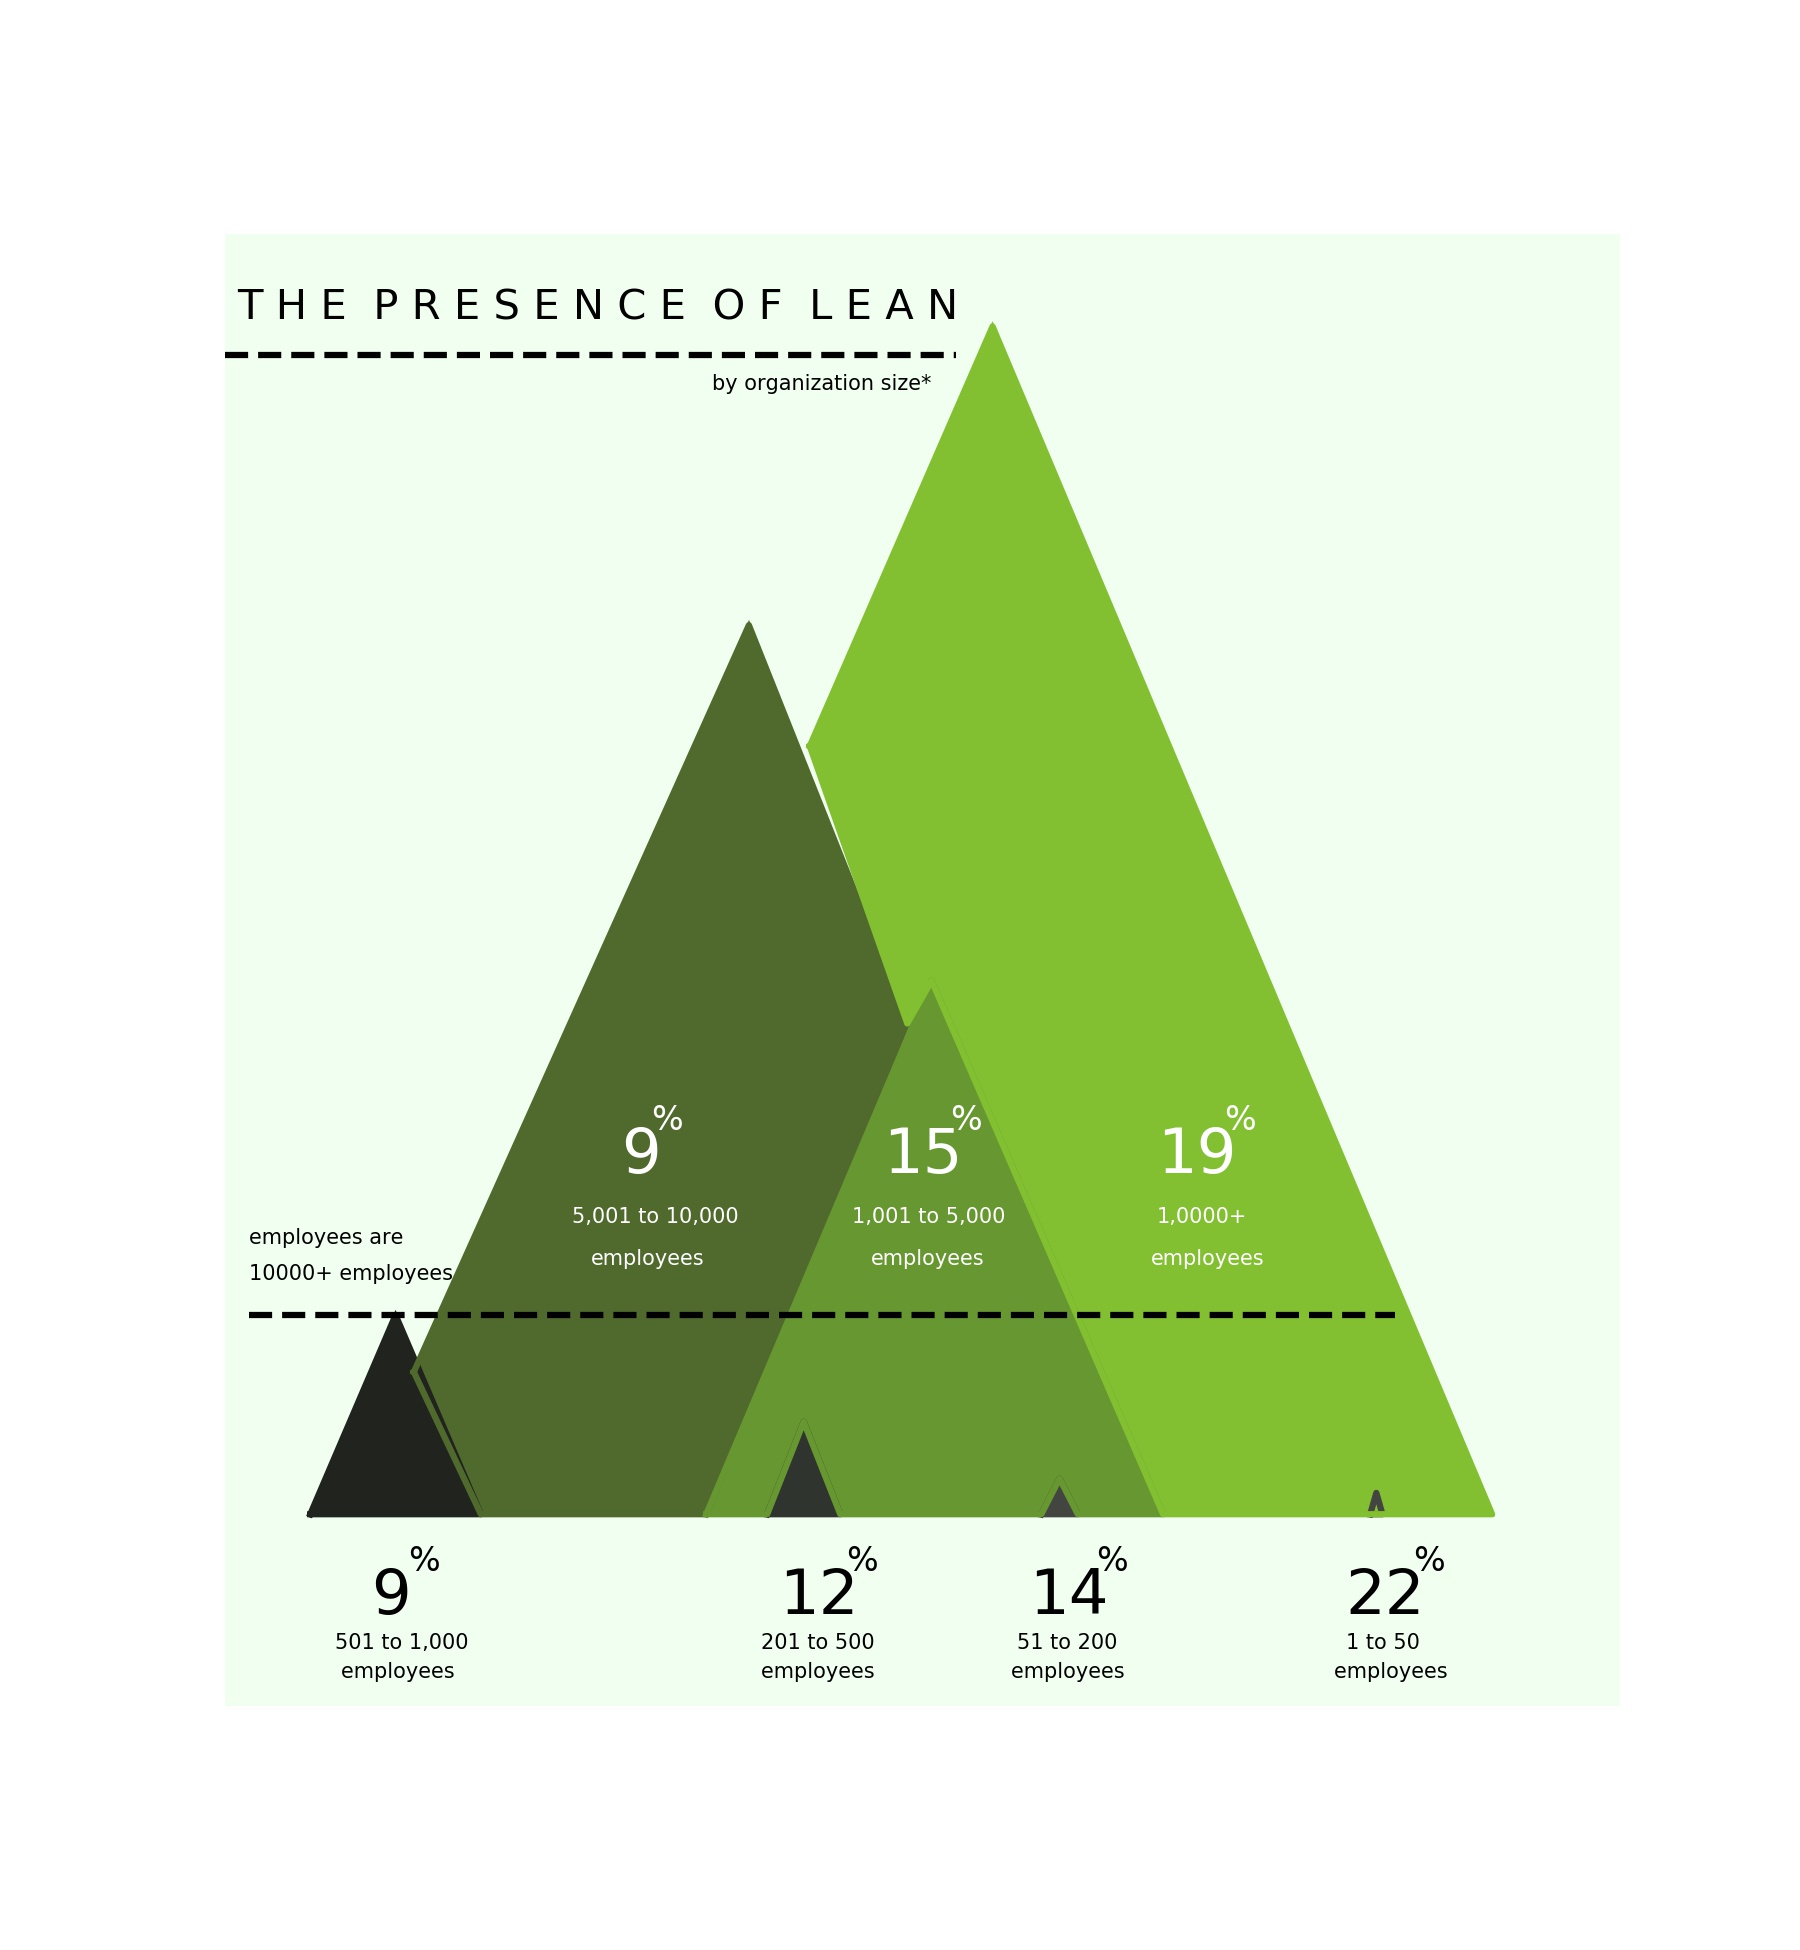 THE PRESENCE OF LEAN
by organization size*
9%
5,001 to 10,000
employees
15%
1,001 to 5,000
employees
19%
1,0000+
employees
employees are
10000+ employees
9%
501 to 1,000
employees
12%
201 to 500
employees
14%
51 to 200
employees
22%
1 to 50
employees